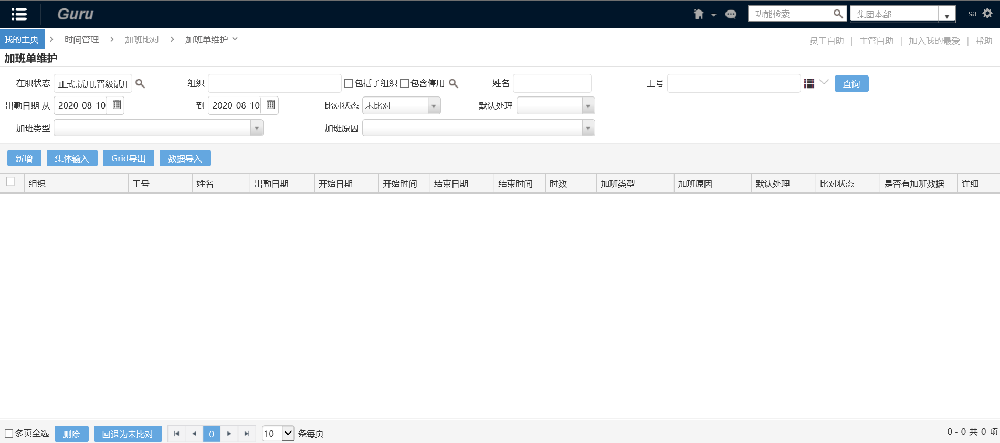 Guru 功能检索 集团本部 sa
我的主页 时间管理 加班比对 加班单维护 员工自助 | 主管自助 | 加入我的最爱 | 帮助
加班单维护
在职状态 正式,试用,晋级试用 组织 包括子组织 包含停用 姓名 工号 查询
出勤日期 从 2020-08-10 到 2020-08-10 比对状态 未比对 默认处理
加班类型 加班原因
新增 集体输入 Grid导出 数据导入
组织 工号 姓名 出勤日期 开始日期 开始时间 结束日期 结束时间 时数 加班类型 加班原因 默认处理 比对状态 是否有加班数据 详细
多页全选 删除 回退为未比对 0 10 条每页 0 - 0 共 0 项